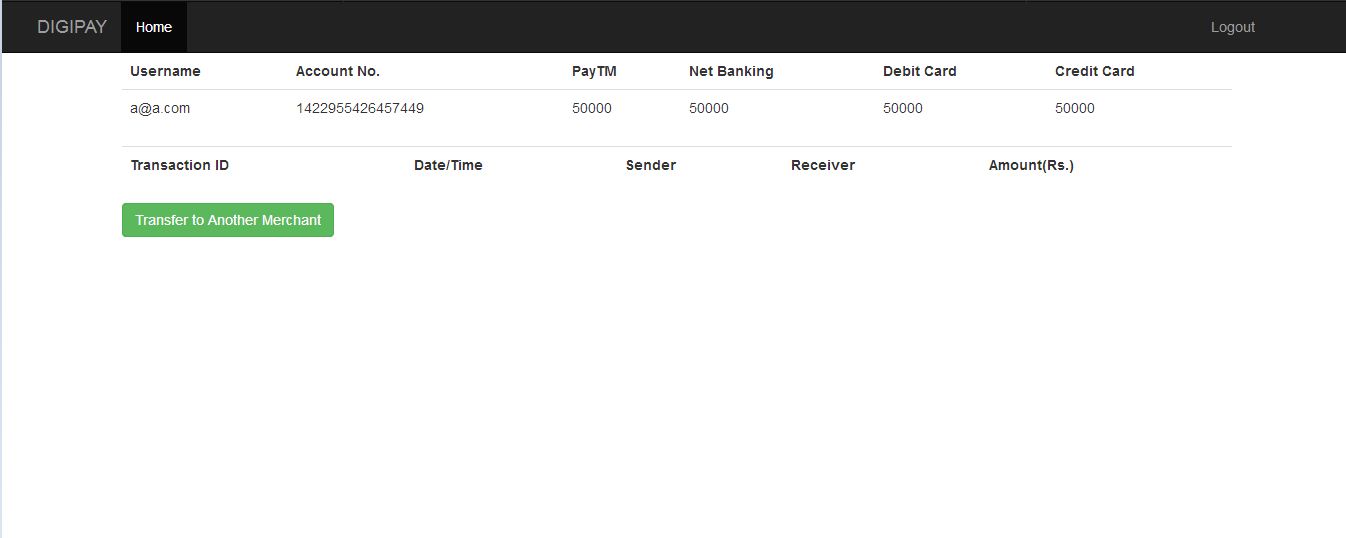 DIGIPAY Home Logout
Username Account No. PayTM Net Banking Debit Card Credit Card
a@a.com 1422955426457449 50000 50000 50000 50000
Transaction ID Date/Time Sender Receiver Amount(Rs.)
Transfer to Another Merchant